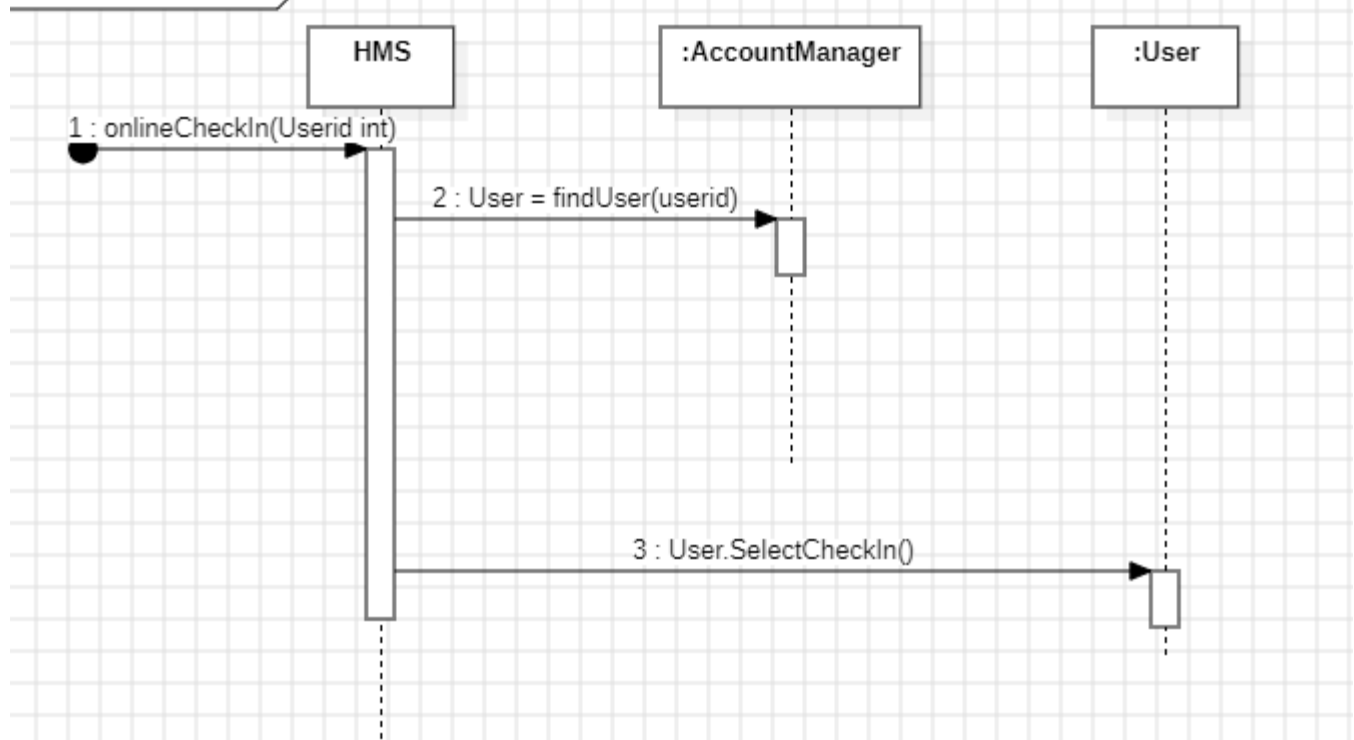 HMS
:AccountManager
:User
1 : onlineCheckIn(Userid int)
2 : User = findUser(userid)
3 : User.SelectCheckIn()